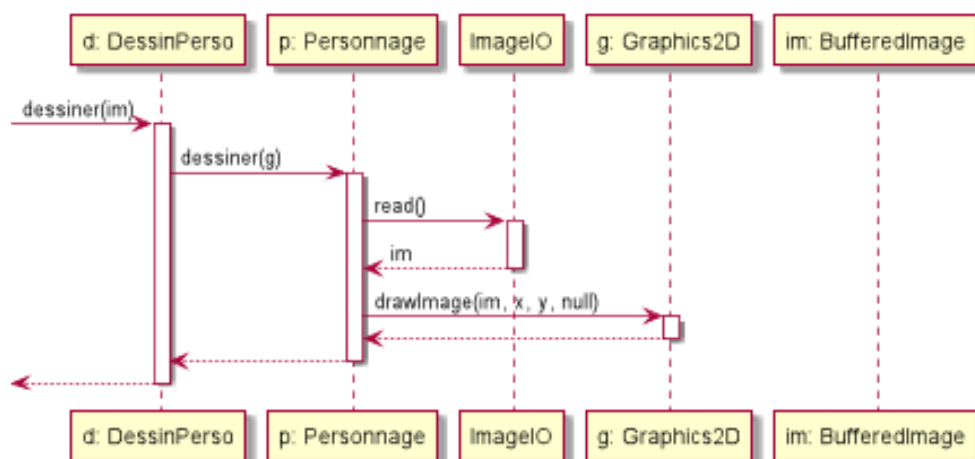 d: DessinPerso
p: Personnage
ImageIO
g: Graphics2D
im: BufferedImage
dessiner(im)
dessiner(g)
read()
im
drawImage(im, x, y, null)
d: DessinPerso
p: Personnage
ImageIO
g: Graphics2D
im: BufferedImage